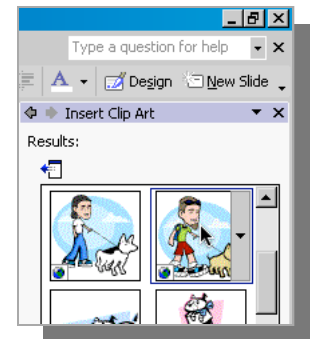 Type a question for help
A Design New Slide
Insert Clip Art
Results: